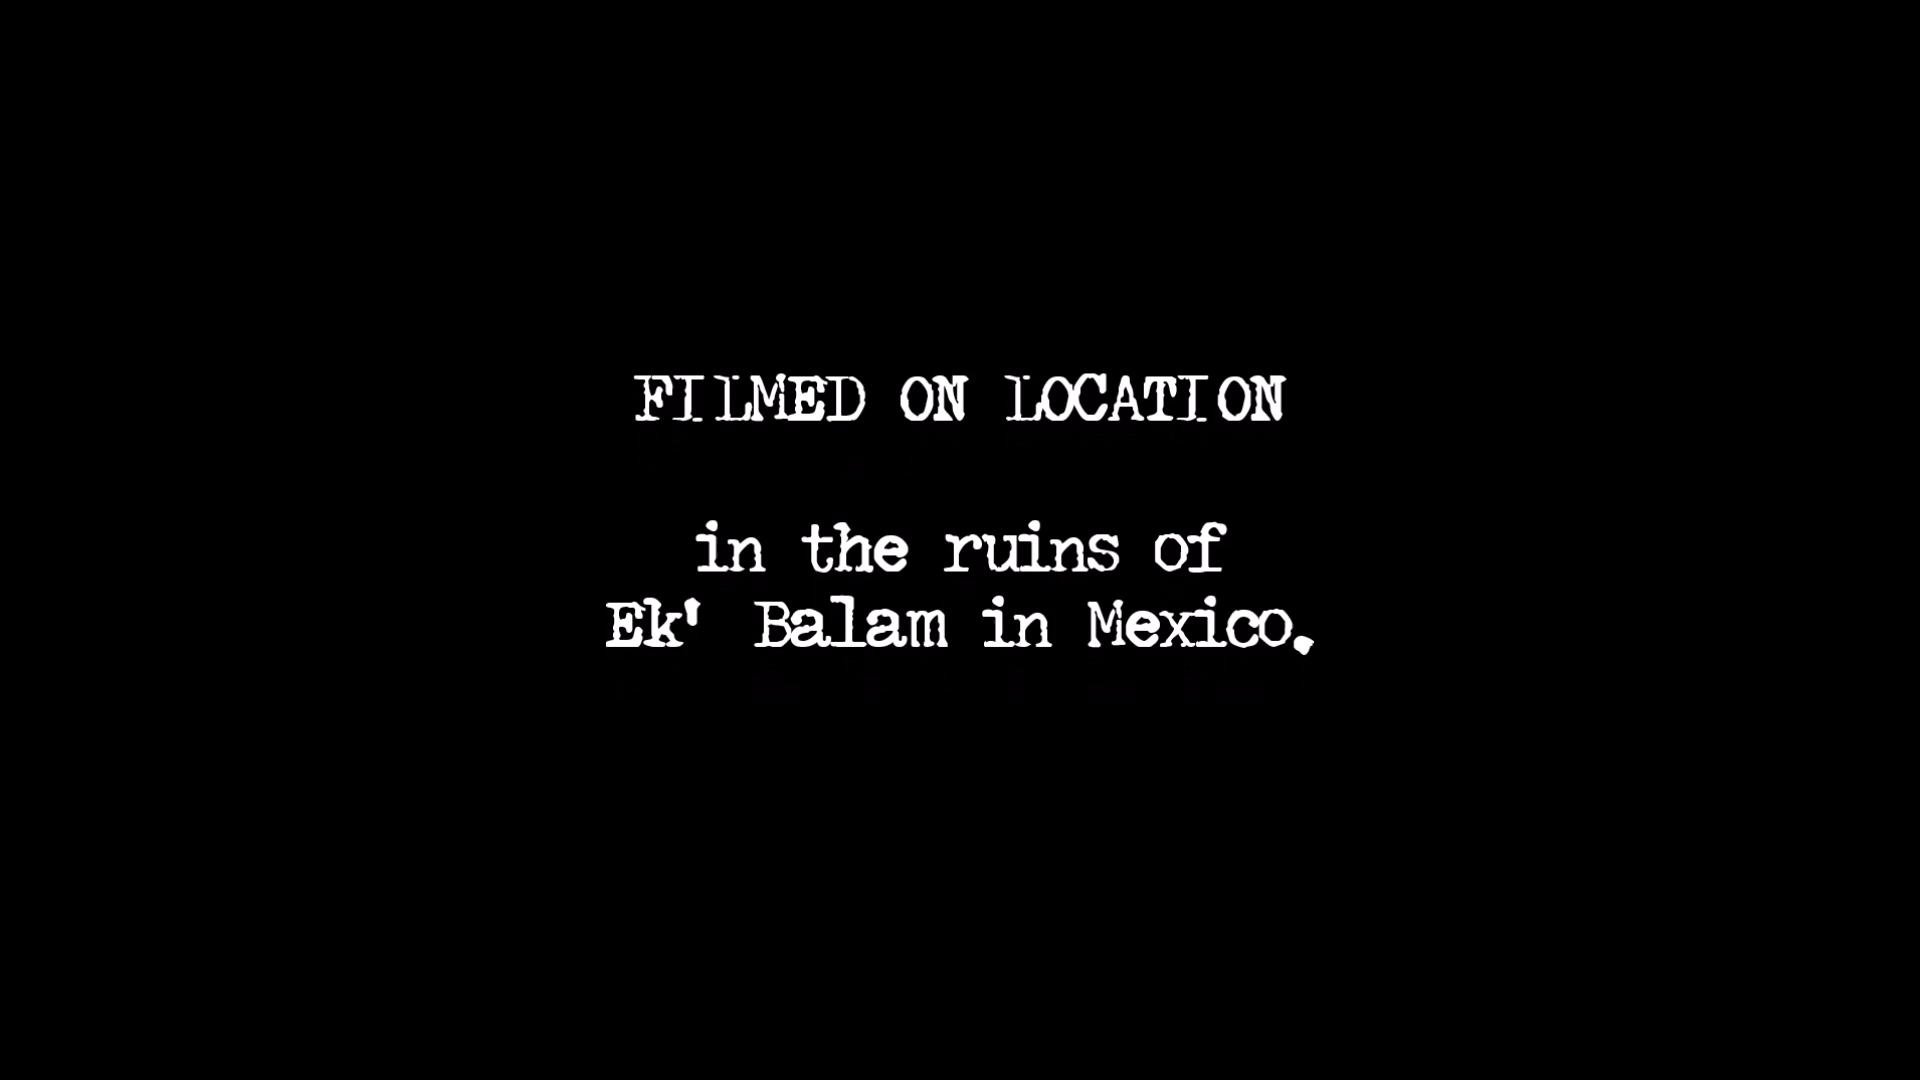 FILMED ON LOCATION
in the ruins of
Ek' Balam in Mexico.